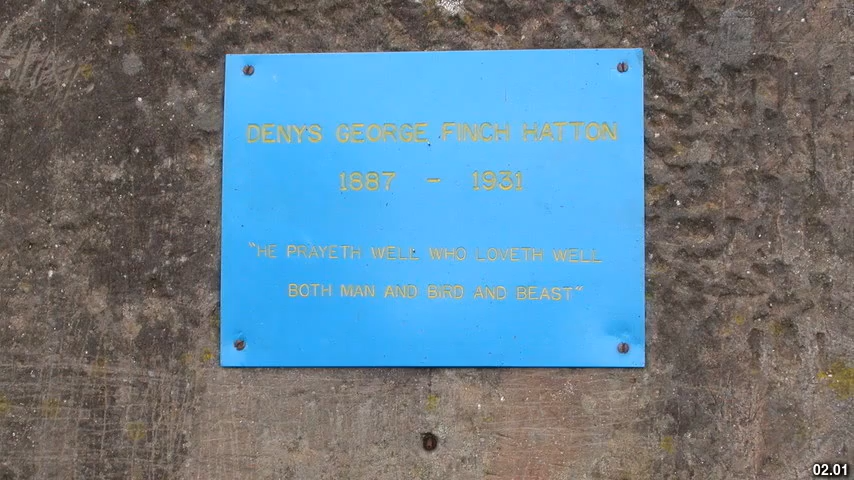 DENYS GEORGE FINCH HATTON
1887 - 1931
"HE PRAYETH WELL WHO LOVETH WELL
BOTH MAN AND BIRD AND BEAST"
02.01